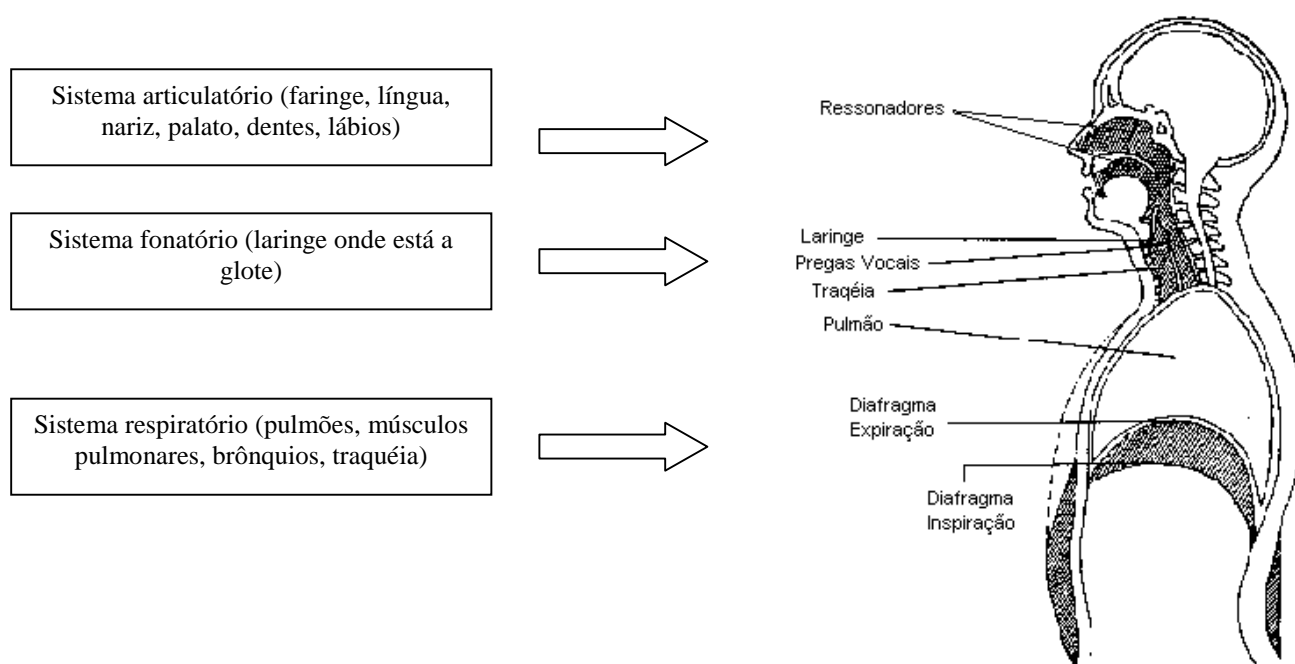 Sistema articulatório (faringe, língua,
nariz, palato, dentes, lábios)
Sistema fonatório (laringe onde está a
glote)
Sistema respiratório (pulmões, músculos
pulmonares, brônquios, traquéia)
Ressonadores
Laringe
Pregas Vocais
Traqéia
Pulmão
Diafragma
Expiração
Diafragma
Inspiração